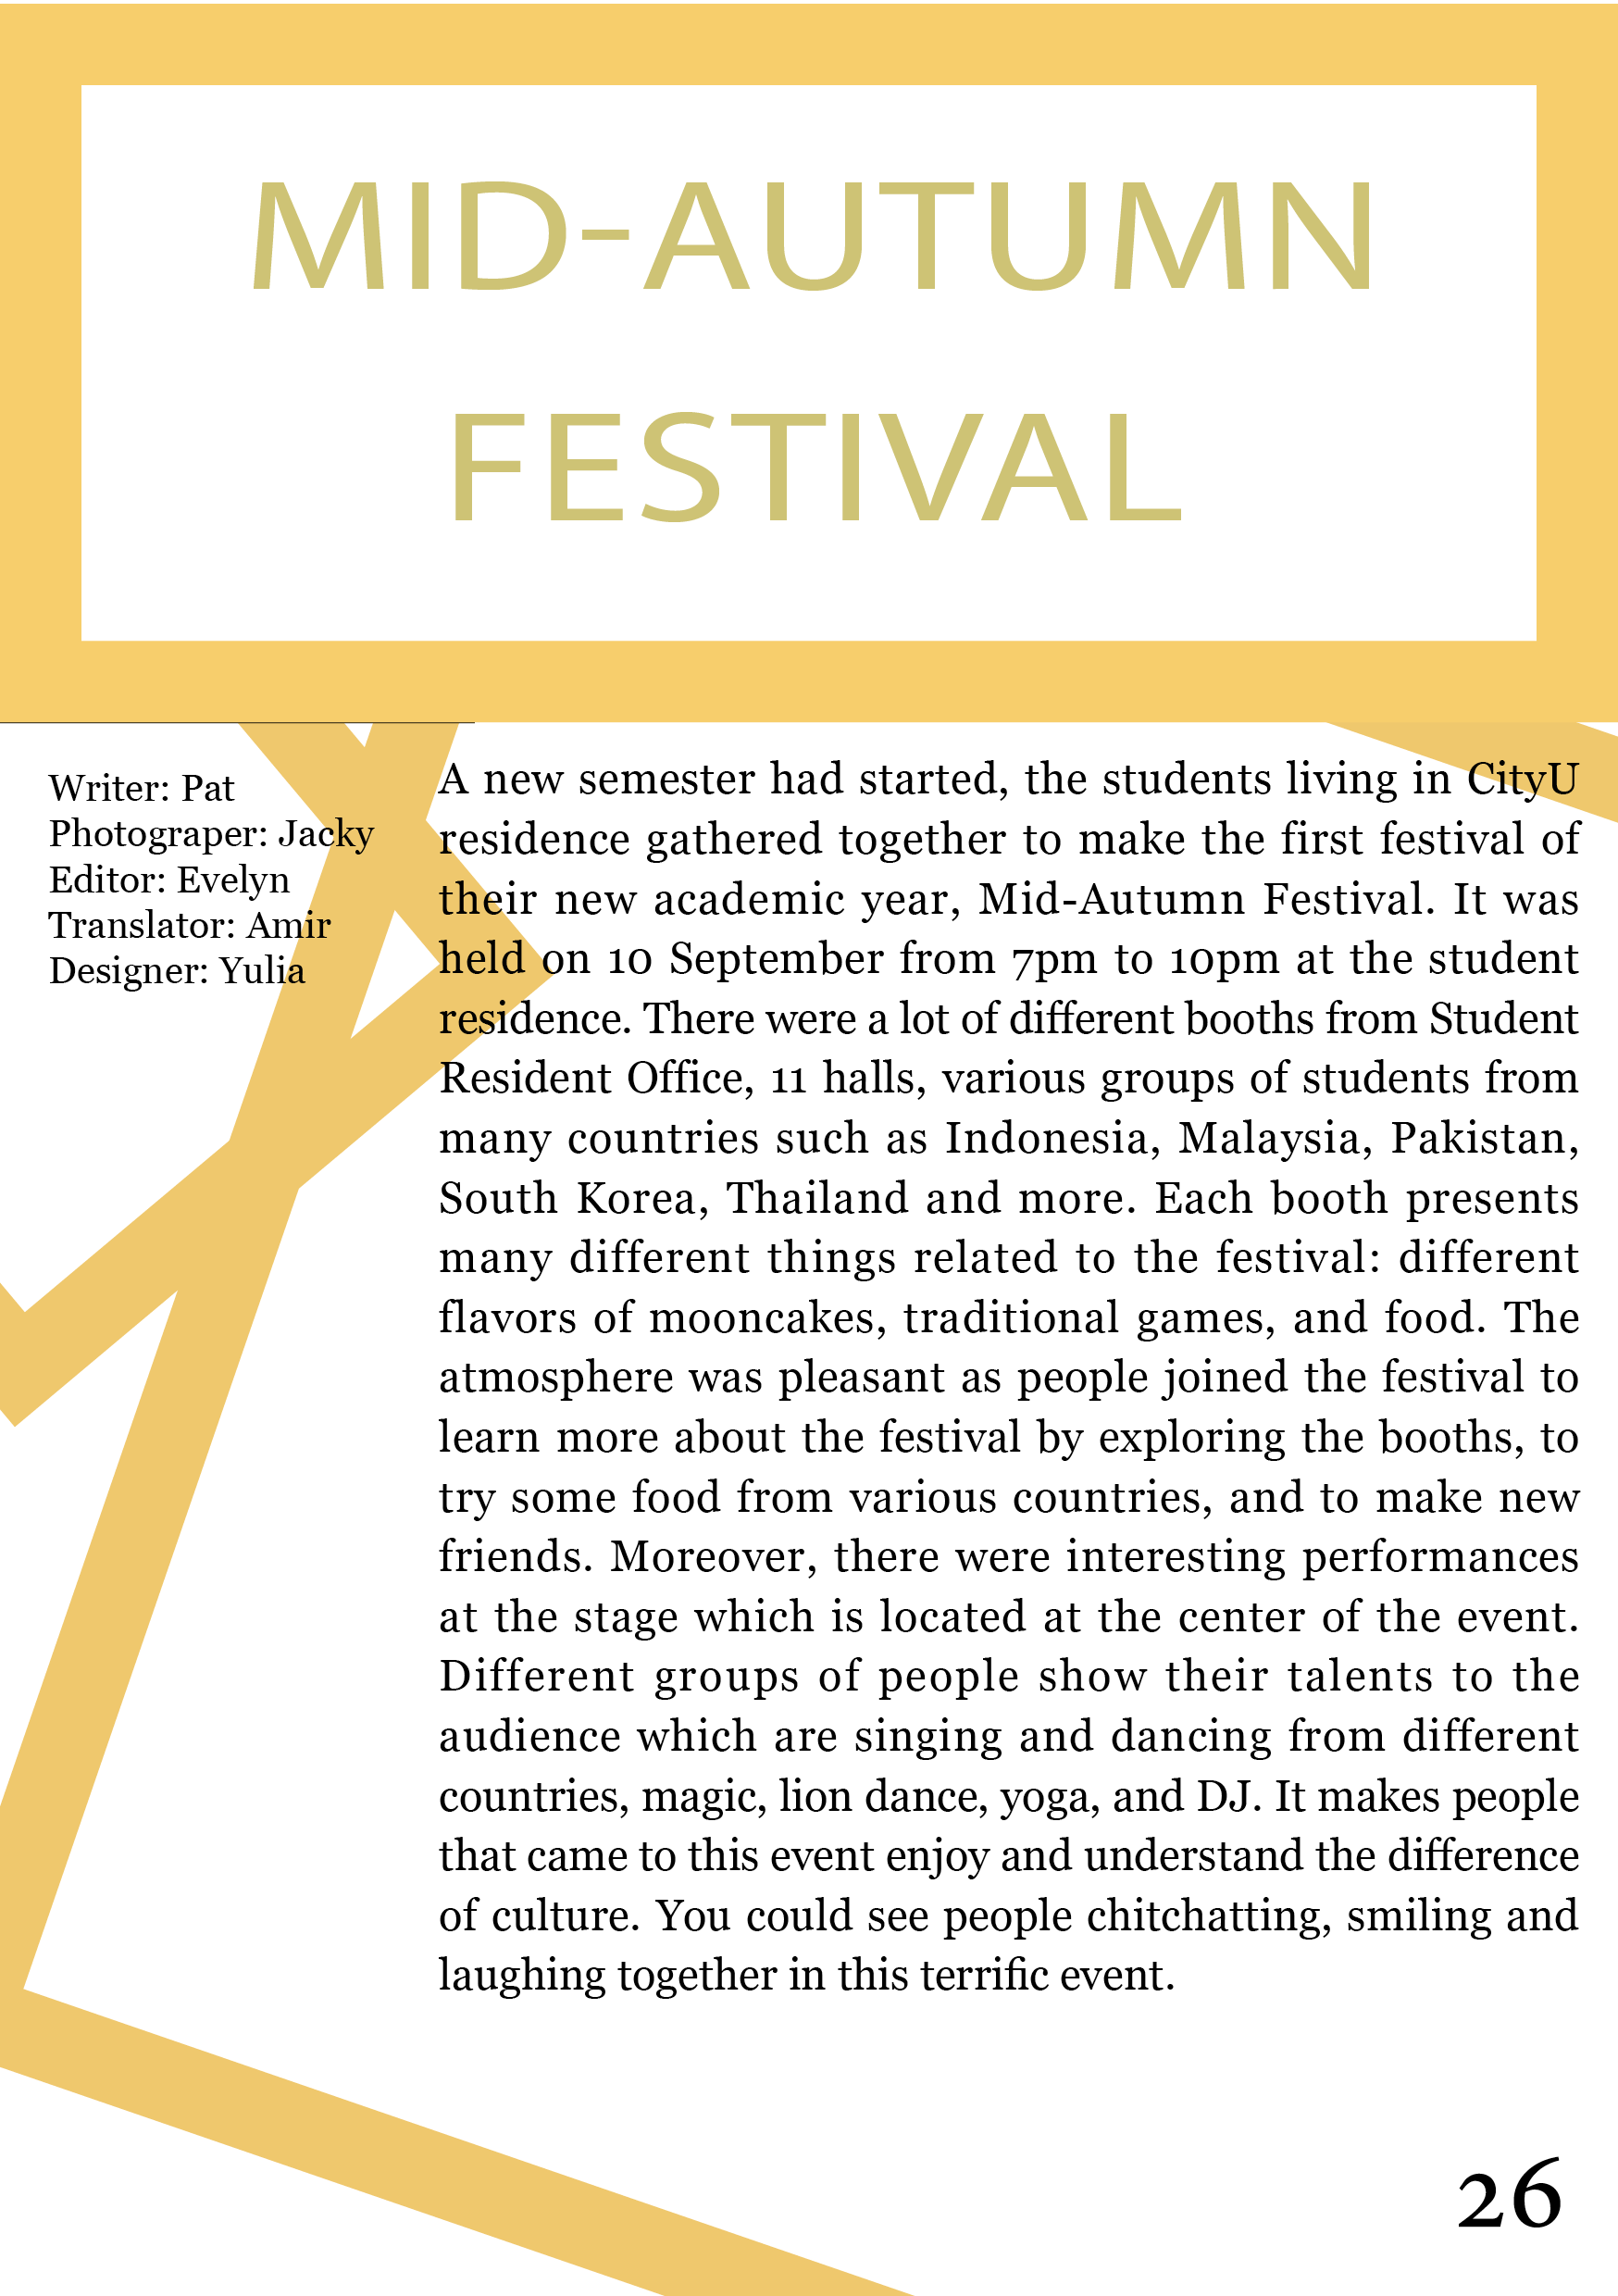 MID-AUTUMN
FESTIVAL
Writer: Pat
Photograper: Jacky
Editor: Evelyn
Translator: Amir
Designer: Yulia
A new semester had started, the students living in CityU
residence gathered together to make the first festival of
their new academic year, Mid-Autumn Festival. It was
held on 10 September from 7pm to 10pm at the student
residence. There were a lot of different booths from Student
Resident Office, 11 halls, various groups of students from
many countries such as Indonesia, Malaysia, Pakistan,
South Korea, Thailand and more. Each booth presents
many different things related to the festival: different
flavors of mooncakes, traditional games, and food. The
atmosphere was pleasant as people joined the festival to
learn more about the festival by exploring the booths, to
try some food from various countries, and to make new
friends. Moreover, there were interesting performances
at the stage which is located at the center of the event.
Different groups of people show their talents to the
audience which are singing and dancing from different
countries, magic, lion dance, yoga, and DJ. It makes people
that came to this event enjoy and understand the difference
of culture. You could see people chitchatting, smiling and
laughing together in this terrific event.
26